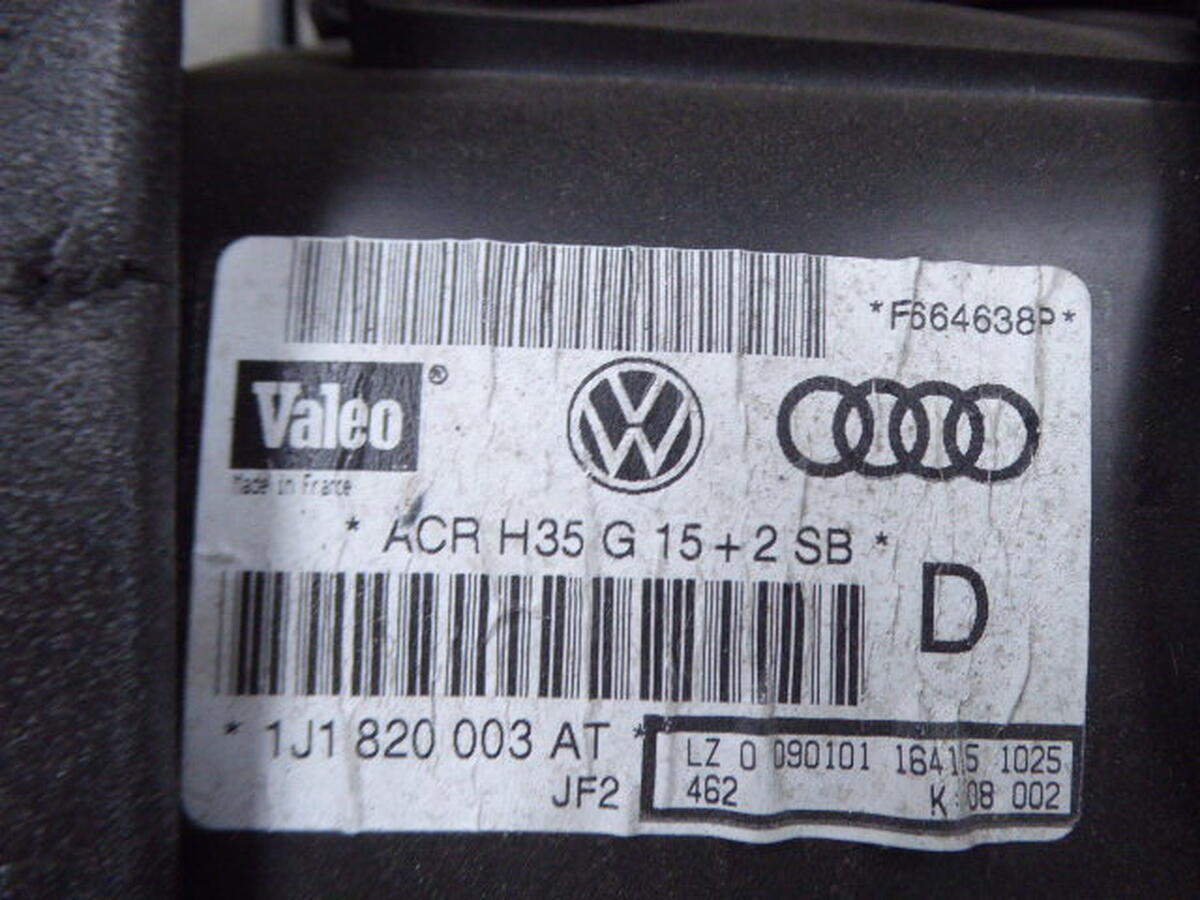 *F664638P*
Valeo®
Made in France
* ACR H35 G 15+2 SB *
D
* 1J1 820 003 AT *
JF2
LZ 0 090101 164115 1025
462 K 08 002